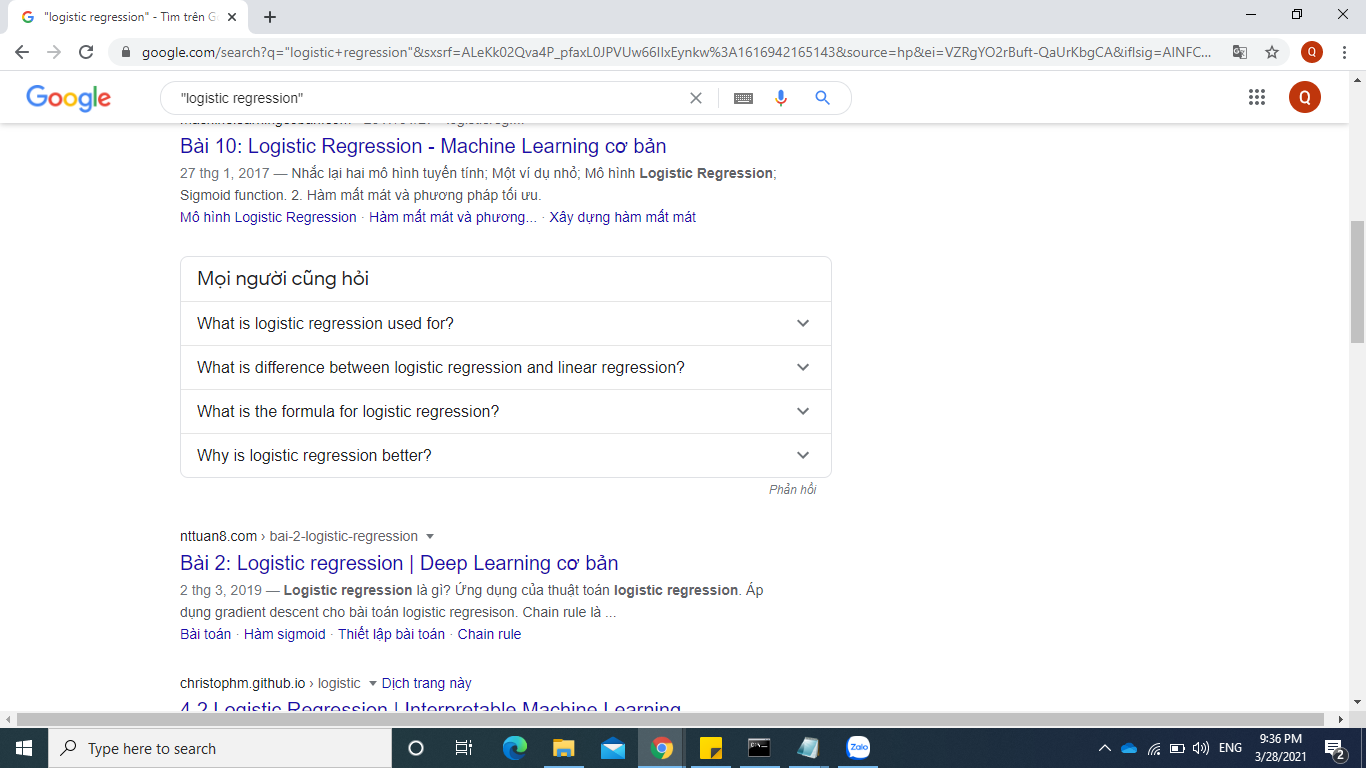 "logistic regression" - Tìm trên G
google.com/search?q="logistic+regression"&sxsrf=ALeKk02Qva4P_pfaxL0JPVUw66IIxEynkw%3A1616942165143&source=hp&ei=VZRgYO2rBuft-QaUrKbgCA&iflsig=AINFC...
Q
Google
"logistic regression"
Q
Bài 10: Logistic Regression - Machine Learning cơ bản
27 thg 1, 2017 — Nhắc lại hai mô hình tuyến tính; Một ví dụ nhỏ; Mô hình Logistic Regression;
Sigmoid function. 2. Hàm mất mát và phương pháp tối ưu.
Mô hình Logistic Regression · Hàm mất mát và phương... · Xây dựng hàm mất mát
Mọi người cũng hỏi
What is logistic regression used for?
What is difference between logistic regression and linear regression?
What is the formula for logistic regression?
Why is logistic regression better?
Phản hồi
nttuan8.com › bai-2-logistic-regression
Bài 2: Logistic regression | Deep Learning cơ bản
2 thg 3, 2019 — Logistic regression là gì? Ứng dụng của thuật toán logistic regression. Áp
dụng gradient descent cho bài toán logistic regresison. Chain rule là ...
Bài toán · Hàm sigmoid · Thiết lập bài toán · Chain rule
christophm.github.io › logistic Dịch trang này
4.2 Logistic Regression | Interpretable Machine Learning
Type here to search
Zalo
ENG
9:36 PM
3/28/2021
2